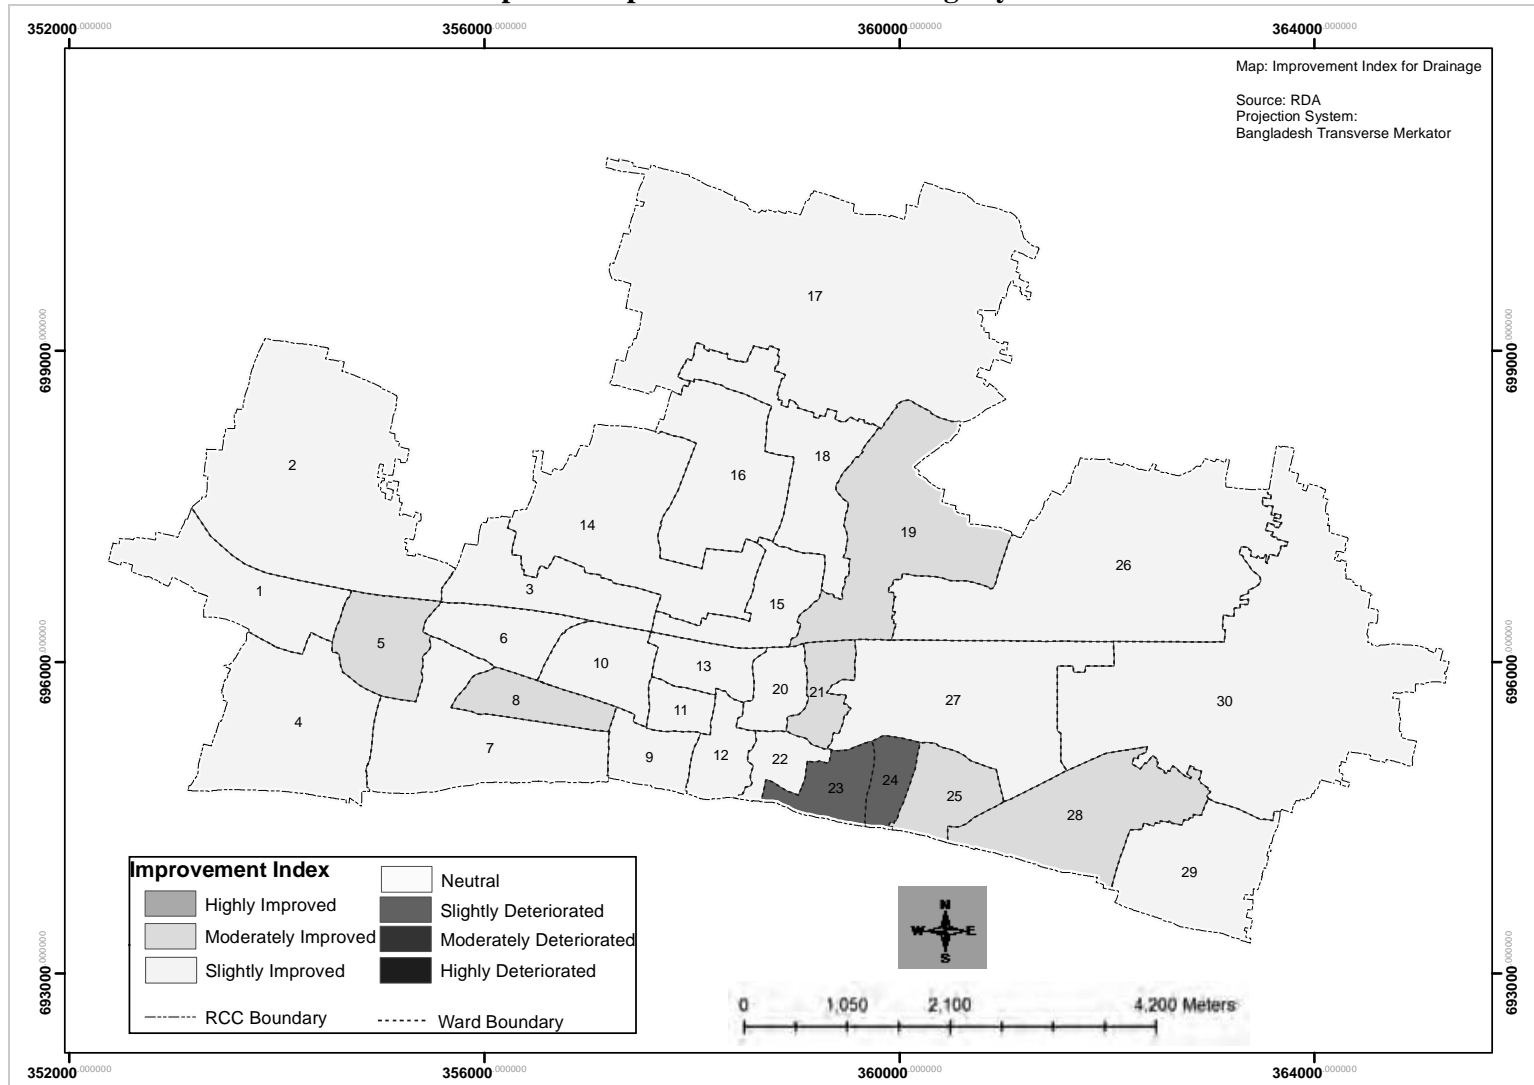 352000.000000
356000.000000
360000.000000
364000.000000
Map: Improvement Index for Drainage
Source: RDA
Projection System:
Bangladesh Transverse Merkator
699000.000000
699000.000000
696000.000000
696000.000000
693000.000000
693000.000000
17
2
18
16
14
19
26
3
1
15
6
5
10
13
20
21
27
30
8
11
4
7
9
12
22
23
24
25
28
29
Improvement Index
Highly Improved
Moderately Improved
Slightly Improved
RCC Boundary
Neutral
Slightly Deteriorated
Moderately Deteriorated
Highly Deteriorated
Ward Boundary
N
W E
S
0 1,050 2,100 4,200 Meters
352000.000000
356000.000000
360000.000000
364000.000000